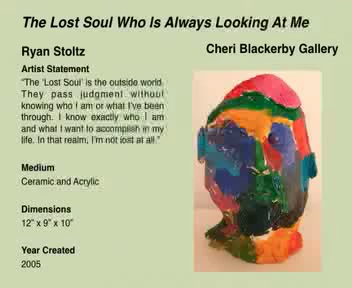 The Lost Soul Who Is Always Looking At Me
Ryan Stoltz
Cheri Blackerby Gallery
Artist Statement
“The ‘Lost Soul’ is the outside world.
They pass judgment without
knowing who I am or what I've been
through. I know exactly who I am
and what I want to accomplish in my
life. In that realm, I'm not lost at all.”
Medium
Ceramic and Acrylic
Dimensions
12” x 9” x 10”
Year Created
2005